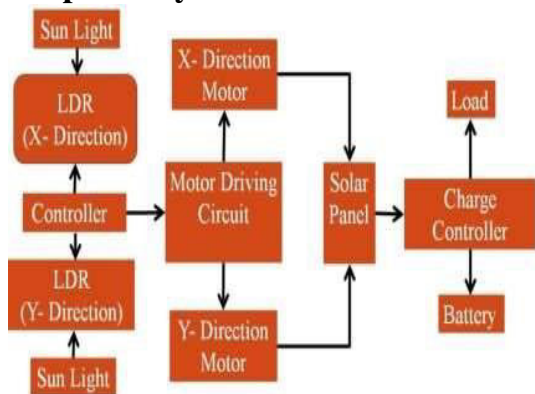 Sun Light
LDR
(X- Direction)
Controller
LDR
(Y- Direction)
Sun Light
X- Direction
Motor
Motor Driving
Circuit
Y- Direction
Motor
Solar
Panel
Load
Charge
Controller
Battery